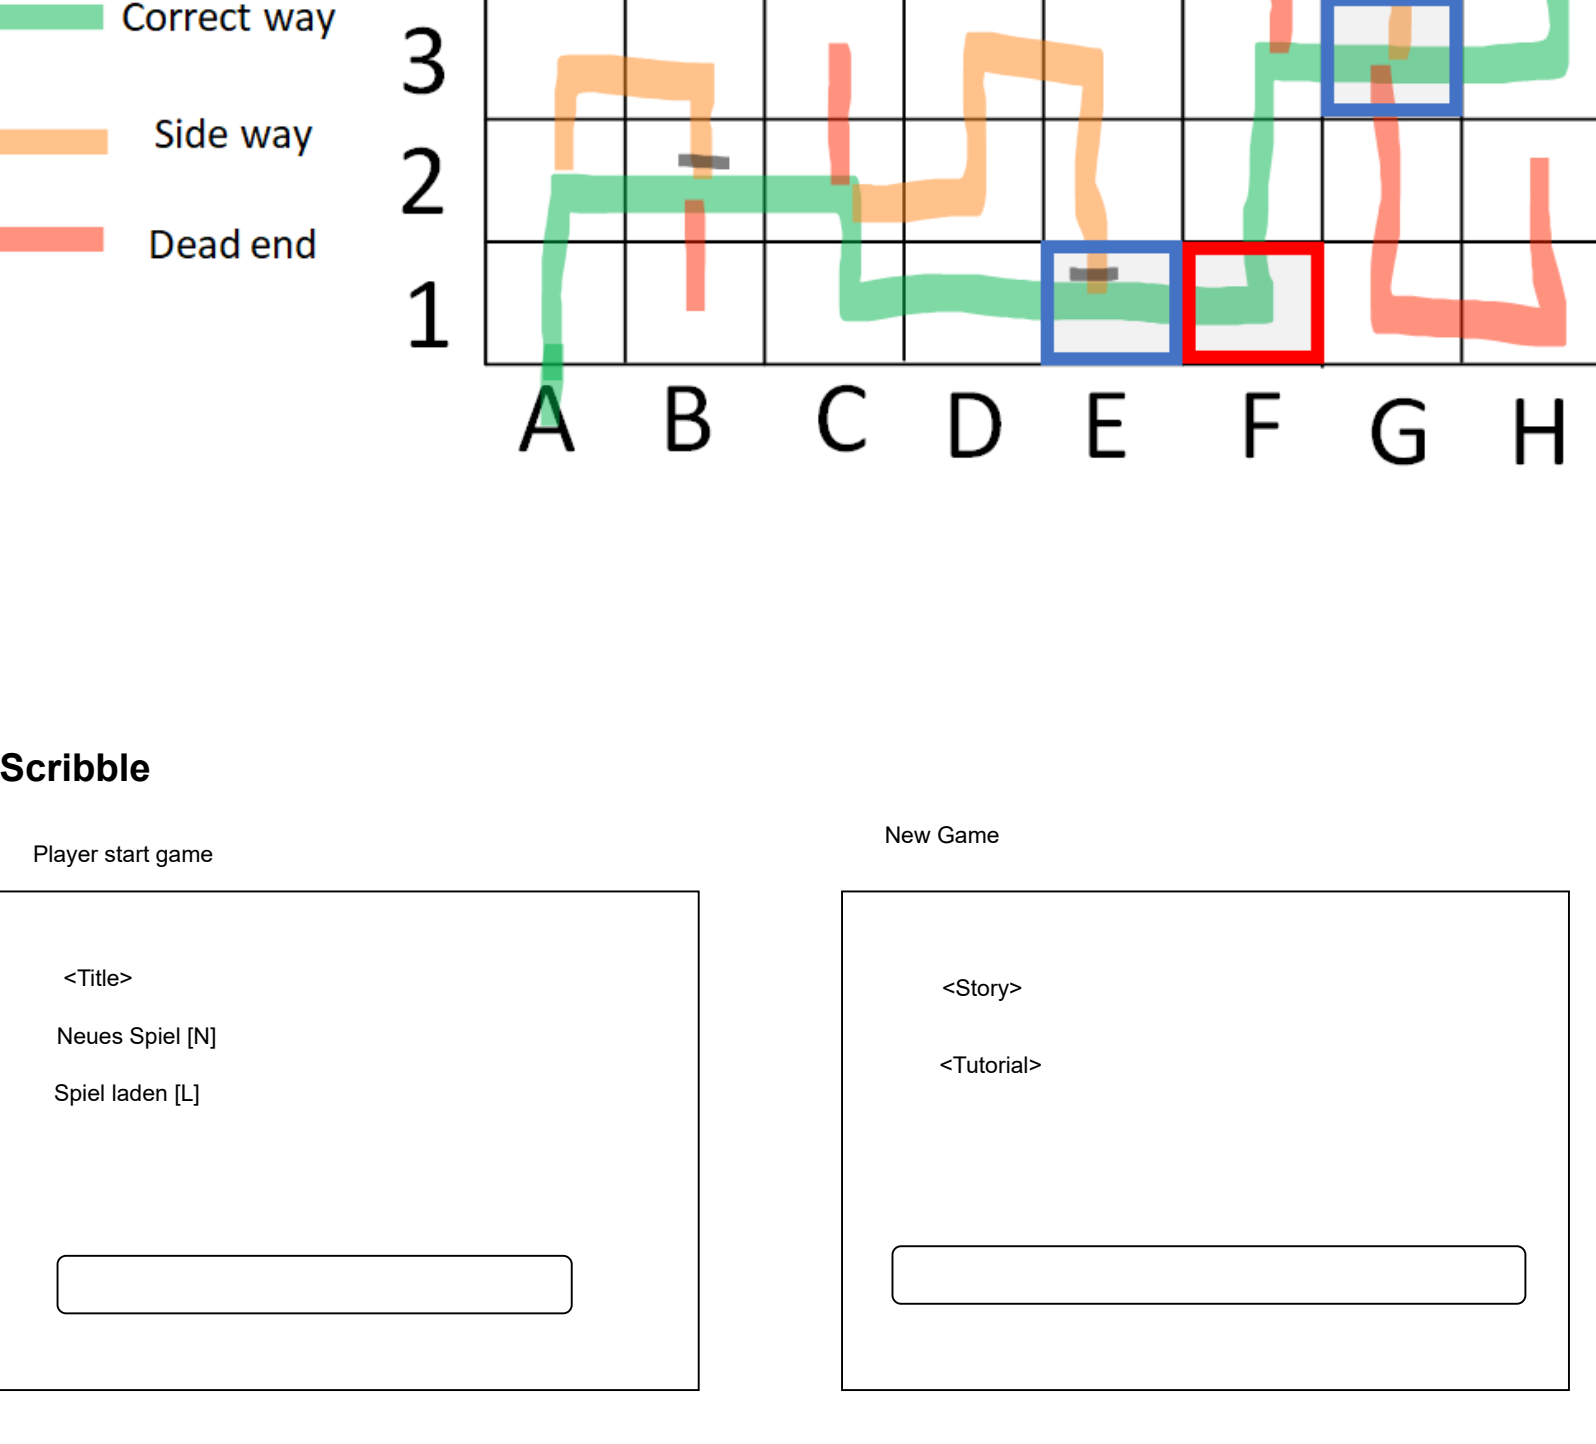 Correct way
Side way
Dead end
3
2
1
A B C D E F G H
Scribble
Player start game
New Game
<Title>
Neues Spiel [N]
Spiel laden [L]
<Story>
<Tutorial>